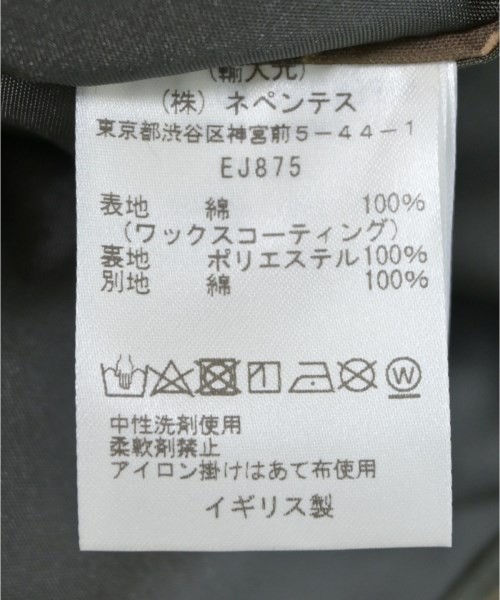 (輸入元)
(株) ネペンテス
東京都渋谷区神宮前5-44-1
EJ875
表地 綿 100%
(ワックスコーティング)
裏地 ポリエステル100%
別地 綿 100%
W
中性洗剤使用
柔軟剤禁止
アイロン掛けはあて布使用
イギリス製